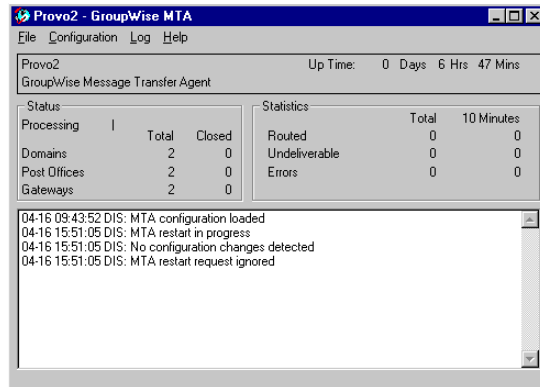 Provo2 - GroupWise MTA
File Configuration Log Help
Provo2 Up Time: 0 Days 6 Hrs 47 Mins
GroupWise Message Transfer Agent
Status Statistics
Processing | Total Closed Total 10 Minutes
Routed 0 0
Domains 2 0 Undeliverable 0 0
Post Offices 2 0 Errors 0 0
Gateways 2 0
04-16 09:43:52 DIS: MTA configuration loaded
04-16 15:51:05 DIS: MTA restart in progress
04-16 15:51:05 DIS: No configuration changes detected
04-16 15:51:05 DIS: MTA restart request ignored